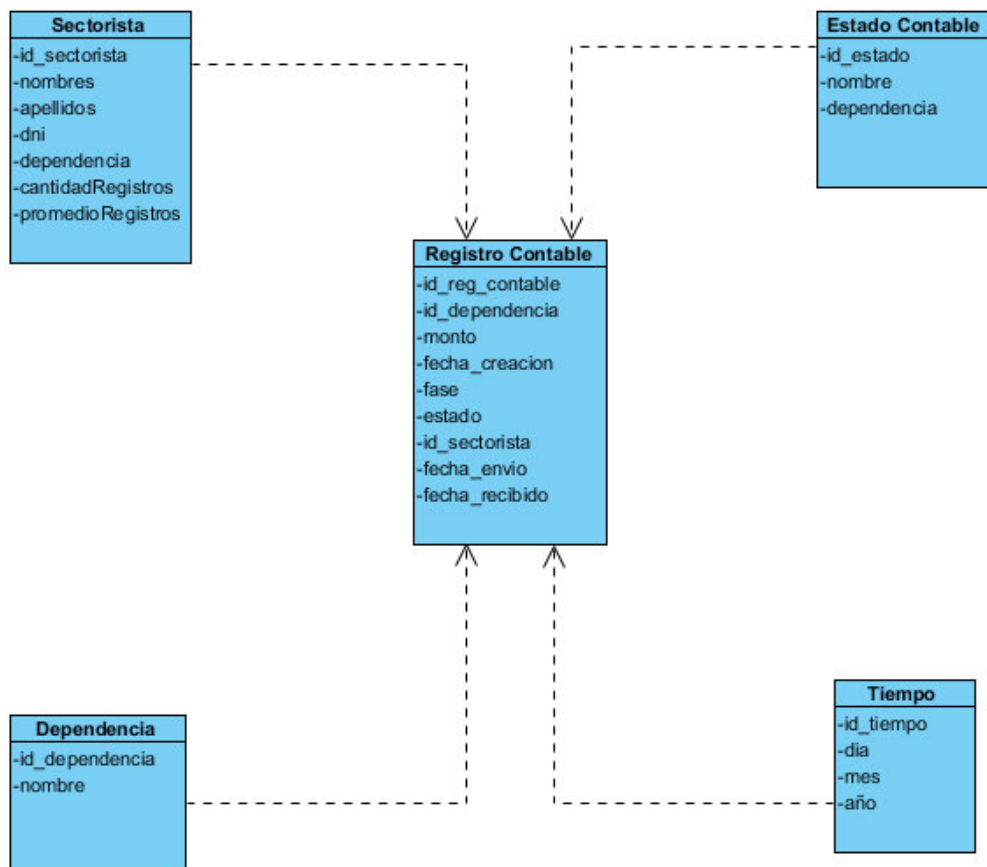 Sectorista
-id_sectorista
-nombres
-apellidos
-dni
-dependencia
-cantidadRegistros
-promedioRegistros
Estado Contable
-id_estado
-nombre
-dependencia
Registro Contable
-id_reg_contable
-id_dependencia
-monto
-fecha_creacion
-fase
-estado
-id_sectorista
-fecha_envio
-fecha_recibido
Dependencia
-id_dependencia
-nombre
Tiempo
-id_tiempo
-dia
-mes
-año